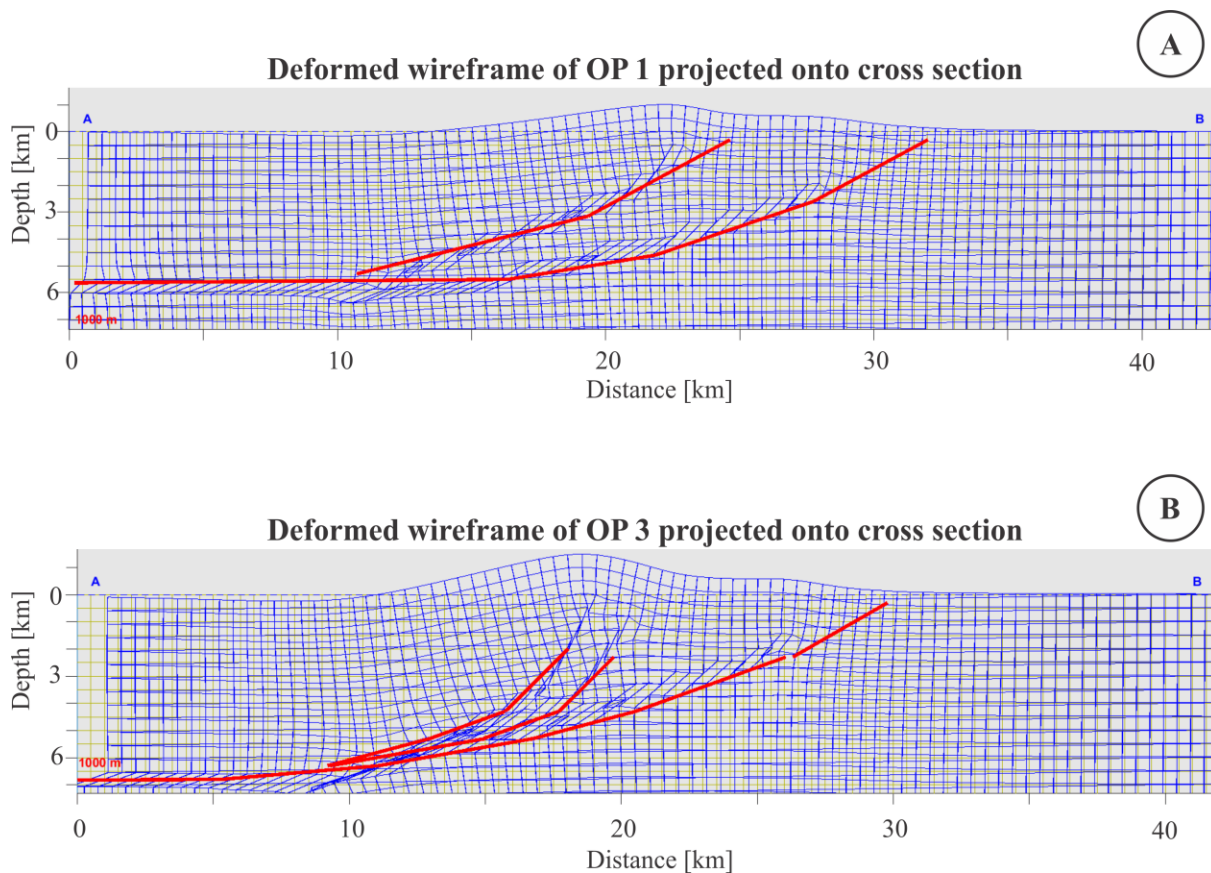 A
Deformed wireframe of OP 1 projected onto cross section
A
B
0
3
6
Depth [km]
1000 m
0
10
20
30
40
Distance [km]
B
Deformed wireframe of OP 3 projected onto cross section
A
B
0
3
6
Depth [km]
1000 m
0
10
20
30
40
Distance [km]